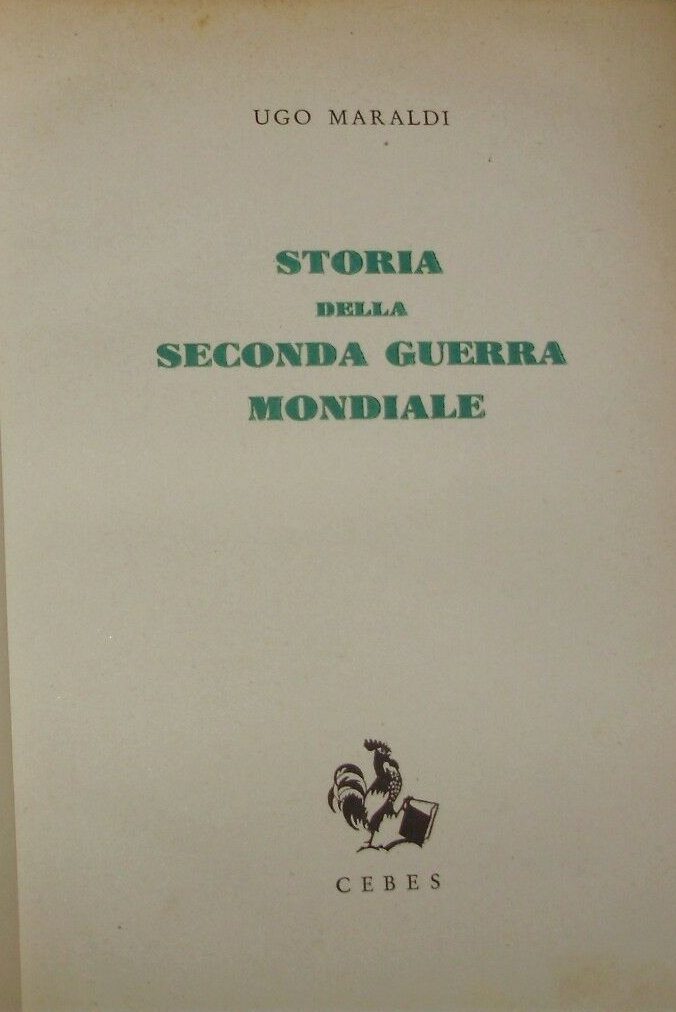 UGO MARALDI
STORIA
DELLA
SECONDA GUERRA
MONDIALE
CEBES